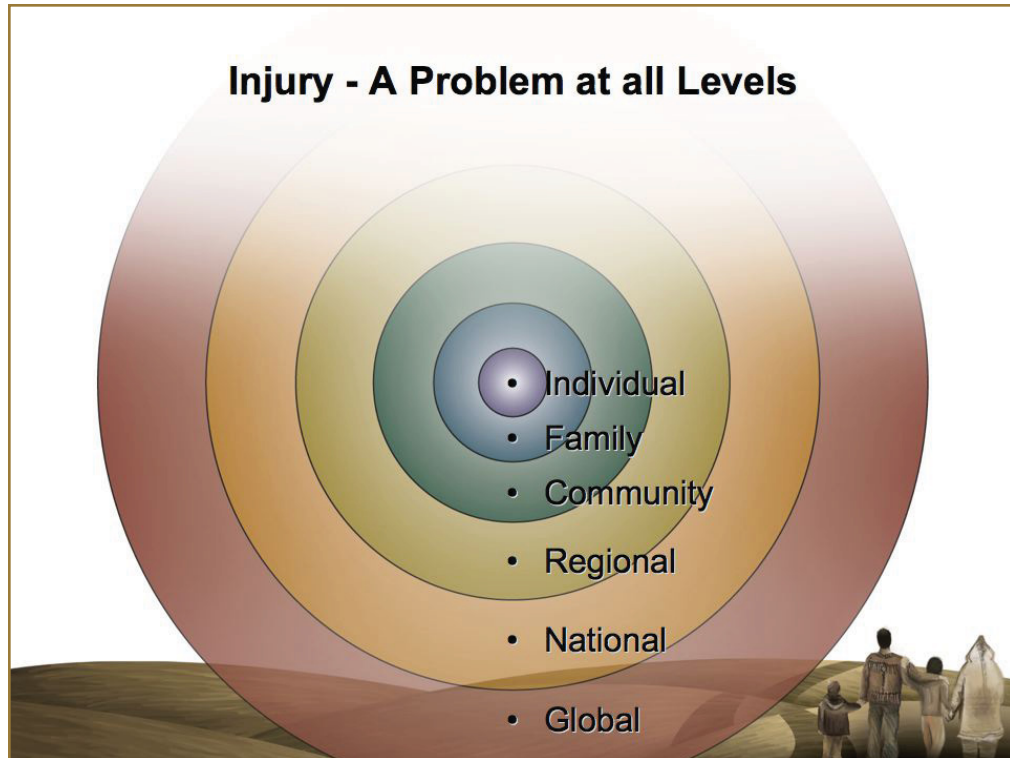 Injury - A Problem at all Levels
• Individual
• Family
• Community
• Regional
• National
• Global